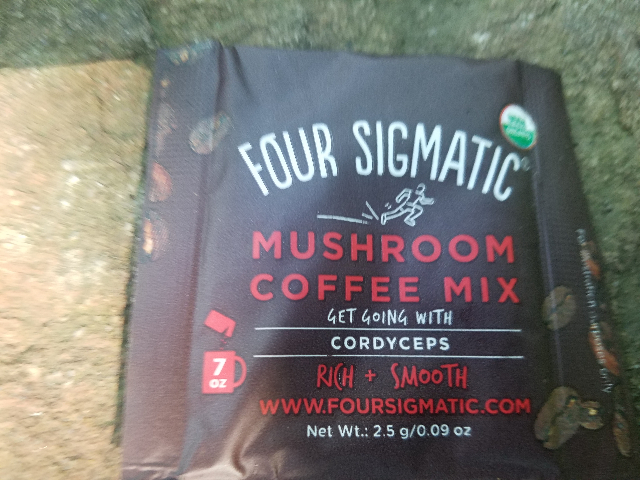 FOUR SIGMATIC®
MUSHROOM
COFFEE MIX
GET GOING WITH
CORDYCEPS
7
OZ
RICH + SMOOTH
WWW.FOURSIGMATIC.COM
Net Wt.: 2.5 g/0.09 oz